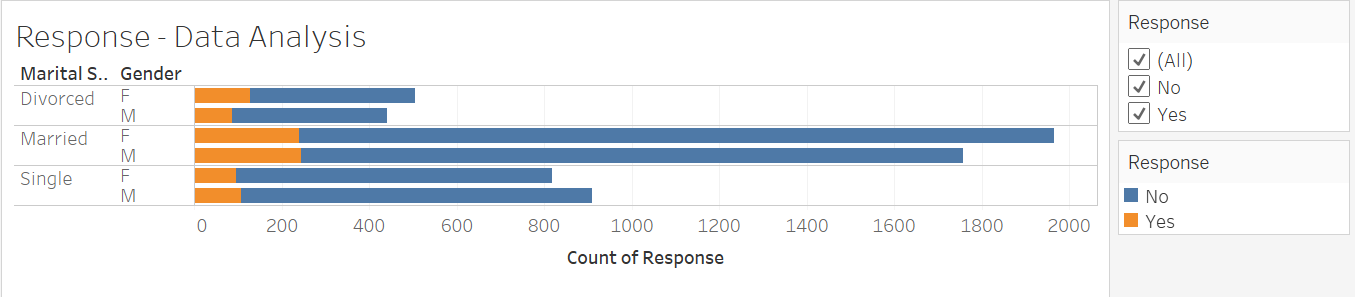 Response - Data Analysis
Marital S.. Gender
Divorced F
M
Married F
M
Single F
M
0 200 400 600 800 1000 1200 1400 1600 1800 2000
Count of Response
Response
(All)
No
Yes
Response
No
Yes